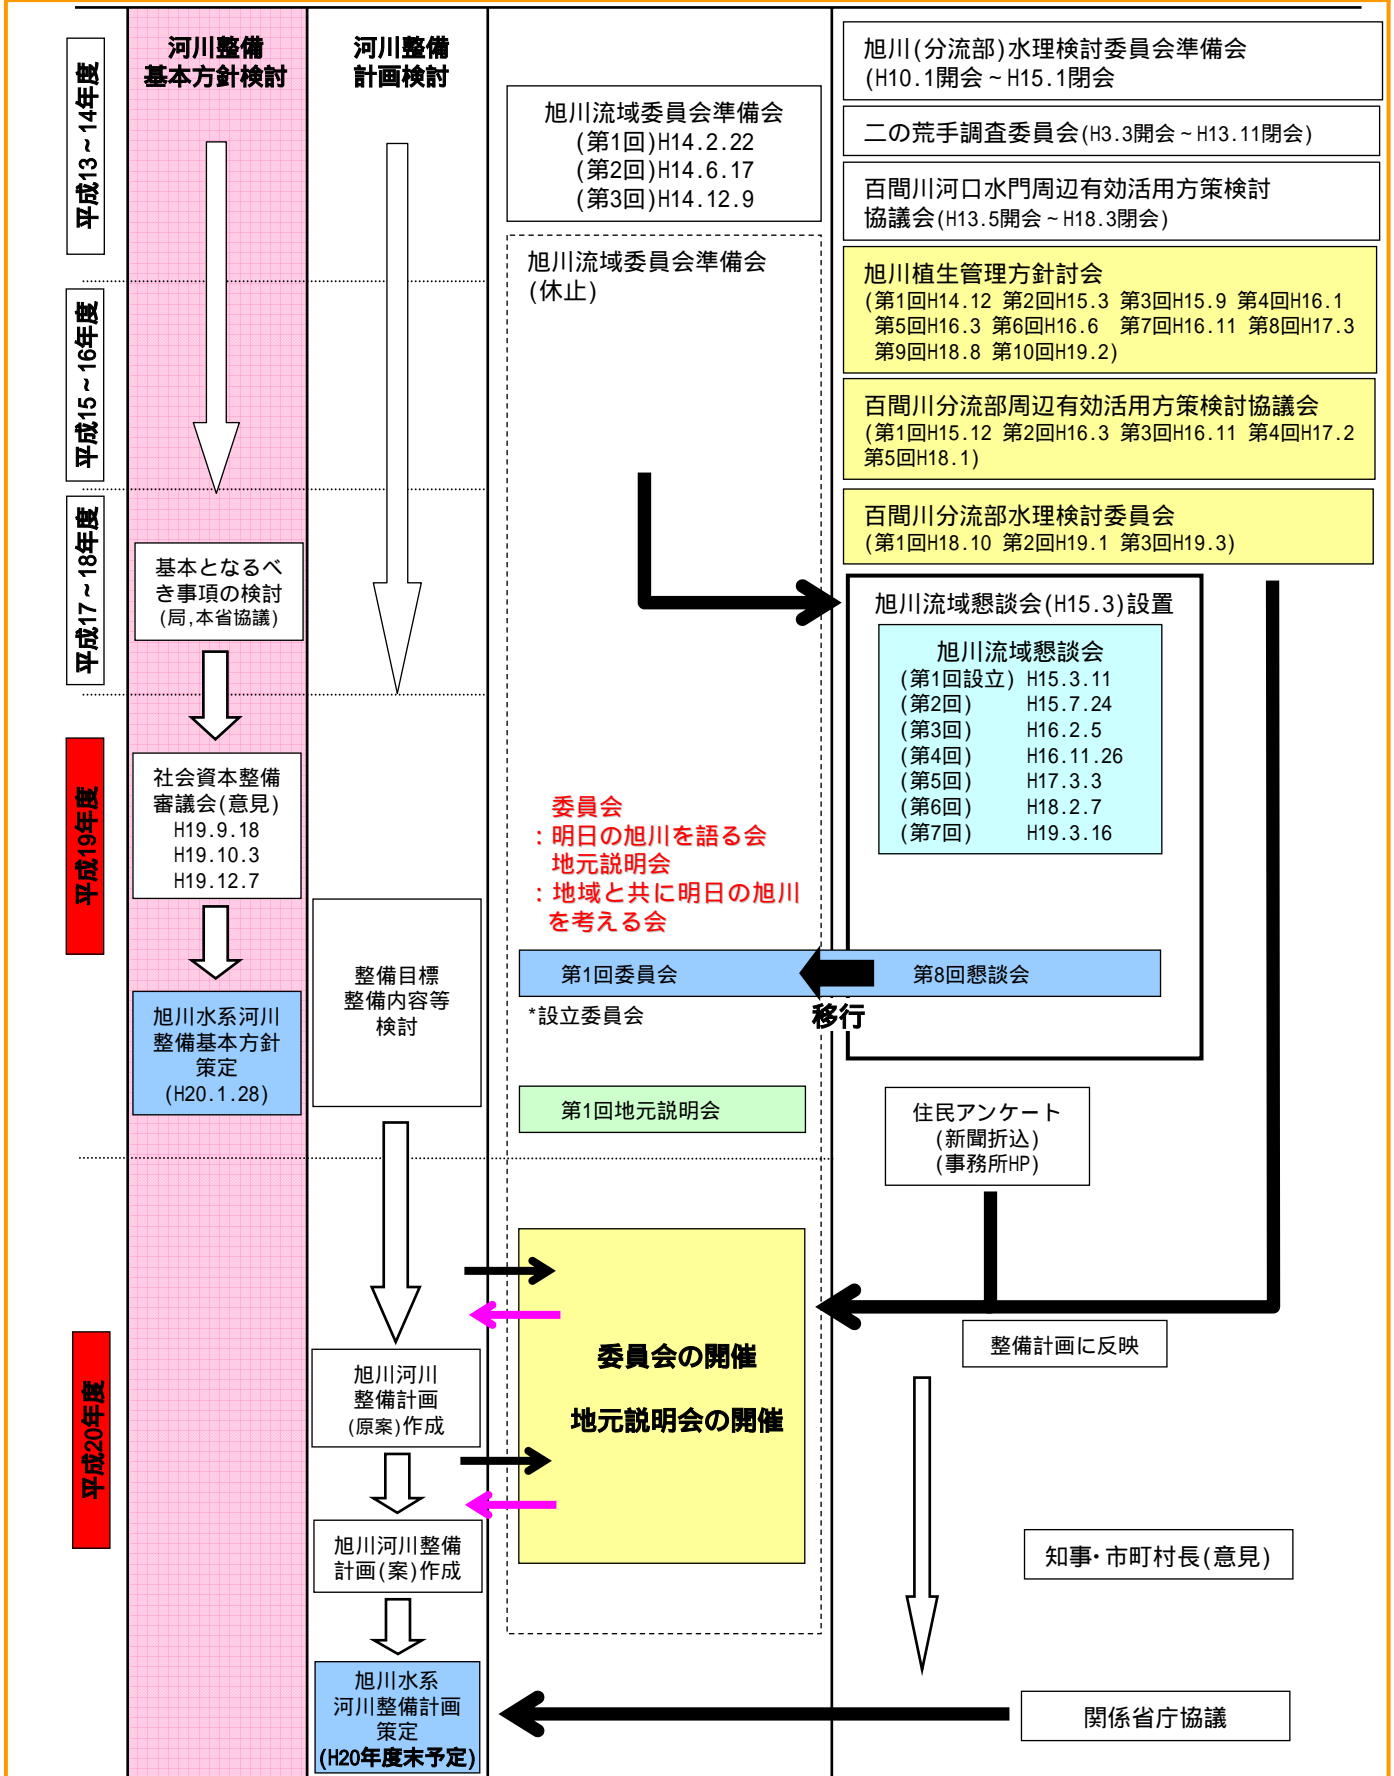 河川整備
基本方針検討
河川整備
計画検討
平成13～14年度
平成15～16年度
平成17～18年度
平成19年度
平成20年度
基本となるべ
き事項の検討
(局,本省協議)
社会資本整備
審議会(意見)
H19.9.18
H19.10.3
H19.12.7
旭川水系河川
整備基本方針
策定
(H20.1.28)
整備目標
整備内容等
検討
旭川河川
整備計画
(原案)作成
旭川河川整備
計画(案)作成
旭川水系
河川整備計画
策定
(H20年度末予定)
旭川流域委員会準備会
(第1回)H14.2.22
(第2回)H14.6.17
(第3回)H14.12.9
旭川流域委員会準備会
(休止)
委員会
：明日の旭川を語る会
地元説明会
：地域と共に明日の旭川
を考える会
第1回委員会
*設立委員会
移行
第1回地元説明会
委員会の開催
地元説明会の開催
旭川(分流部)水理検討委員会準備会
(H10.1開会～H15.1閉会
二の荒手調査委員会(H3.3開会～H13.11閉会)
百間川河口水門周辺有効活用方策検討
協議会(H13.5開会～H18.3閉会)
旭川植生管理方針討会
(第1回H14.12 第2回H15.3 第3回H15.9 第4回H16.1
第5回H16.3 第6回H16.6 第7回H16.11 第8回H17.3
第9回H18.8 第10回H19.2)
百間川分流部周辺有効活用方策検討協議会
(第1回H15.12 第2回H16.3 第3回H16.11 第4回H17.2
第5回H18.1)
百間川分流部水理検討委員会
(第1回H18.10 第2回H19.1 第3回H19.3)
旭川流域懇談会(H15.3)設置
旭川流域懇談会
(第1回設立) H15.3.11
(第2回) H15.7.24
(第3回) H16.2.5
(第4回) H16.11.26
(第5回) H17.3.3
(第6回) H18.2.7
(第7回) H19.3.16
第8回懇談会
住民アンケート
(新聞折込)
(事務所HP)
整備計画に反映
知事・市町村長(意見)
関係省庁協議